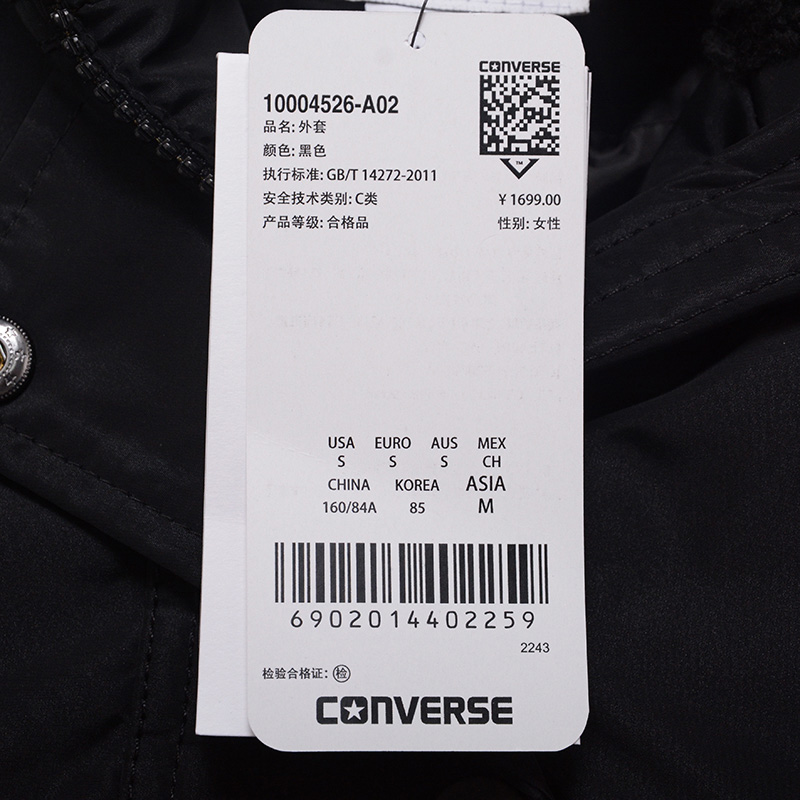 CONVERSE
10004526-A02
品名: 外套
颜色: 黑色
执行标准: GB/T 14272-2011
安全技术类别: C类
¥ 1699.00
产品等级: 合格品
性别: 女性
™
USA EURO AUS MEX
S S S CH
CHINA KOREA ASIA
160/84A 85 M
6902014402259
2243
检验合格证: 检
CONVERSE